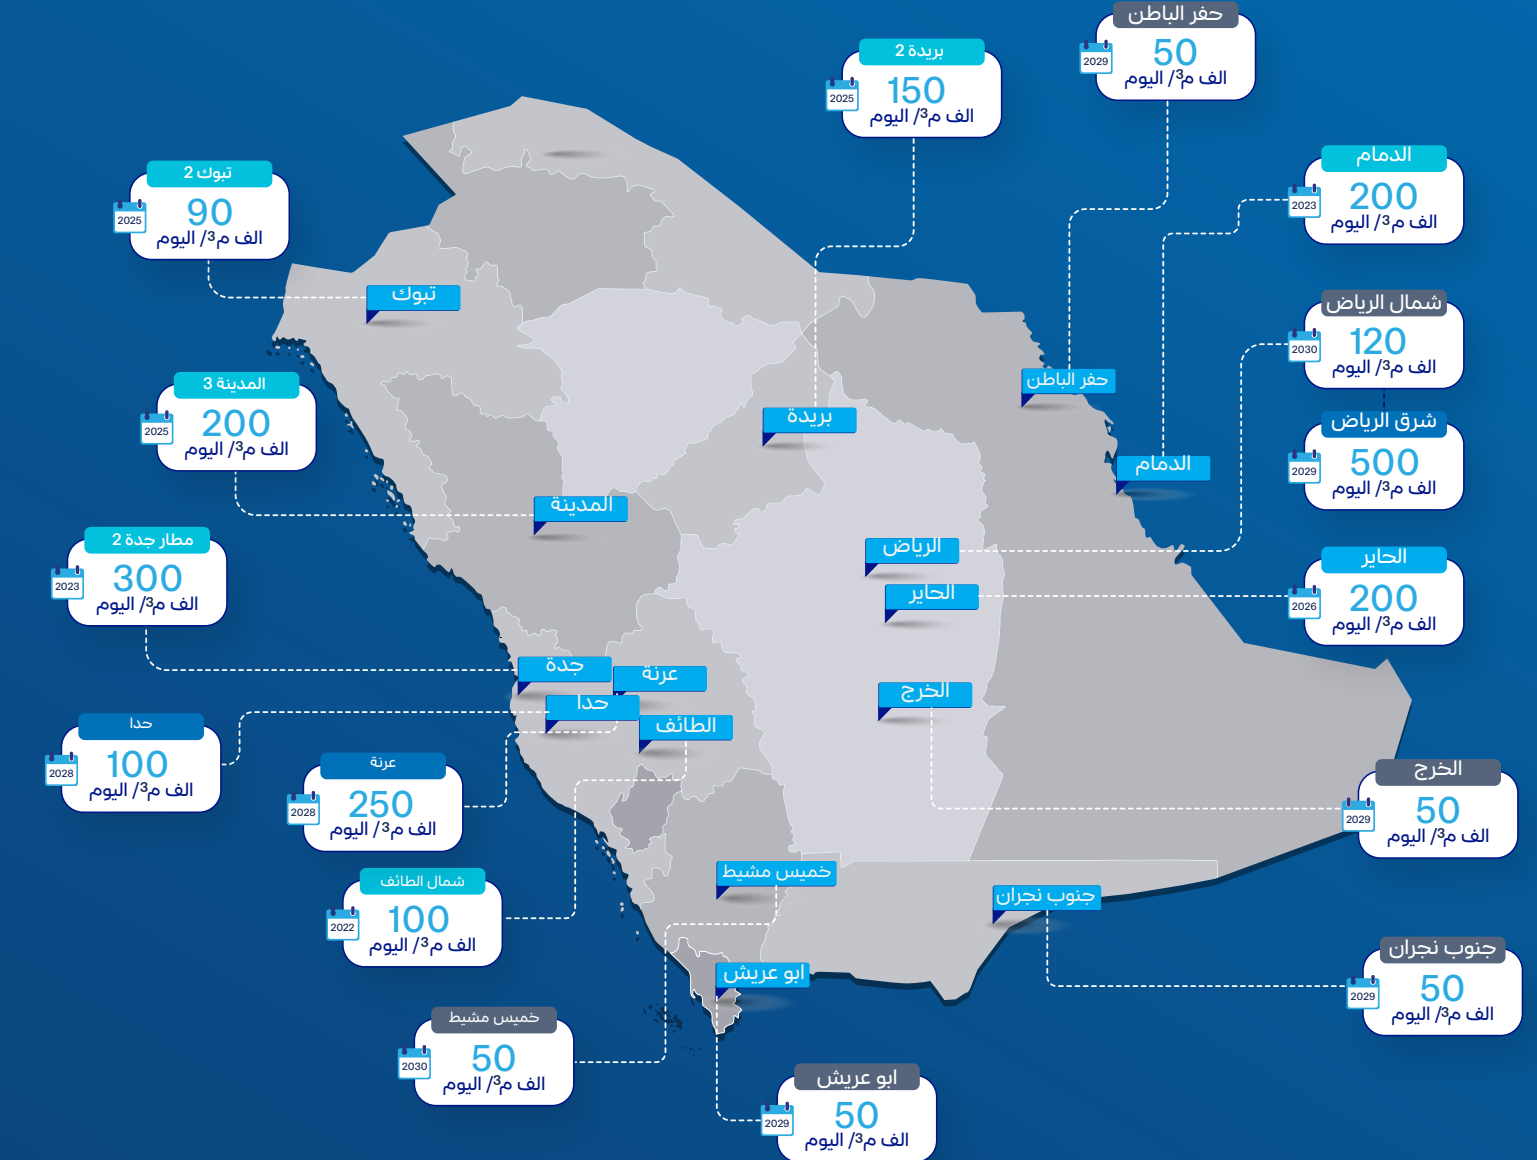 حفر الباطن
50
الف م³/ اليوم
2029
بريدة 2
150
الف م³/ اليوم
2025
الدمام
200
الف م³/ اليوم
2023
تبوك 2
90
الف م³/ اليوم
2025
شمال الرياض
120
الف م³/ اليوم
2030
المدينة 3
200
الف م³/ اليوم
2025
شرق الرياض
500
الف م³/ اليوم
2029
مطار جدة 2
300
الف م³/ اليوم
2023
الحاير
200
الف م³/ اليوم
2026
حدا
100
الف م³/ اليوم
2028
عرنة
250
الف م³/ اليوم
2028
الخرج
50
الف م³/ اليوم
2029
شمال الطائف
100
الف م³/ اليوم
2022
جنوب نجران
50
الف م³/ اليوم
2029
خميس مشيط
50
الف م³/ اليوم
2030
ابو عريش
50
الف م³/ اليوم
2029
تبوك
حفر الباطن
بريدة
الدمام
المدينة
الرياض
الحاير
جدة
عرنة
حدا
الخرج
الطائف
خميس مشيط
جنوب نجران
ابو عريش